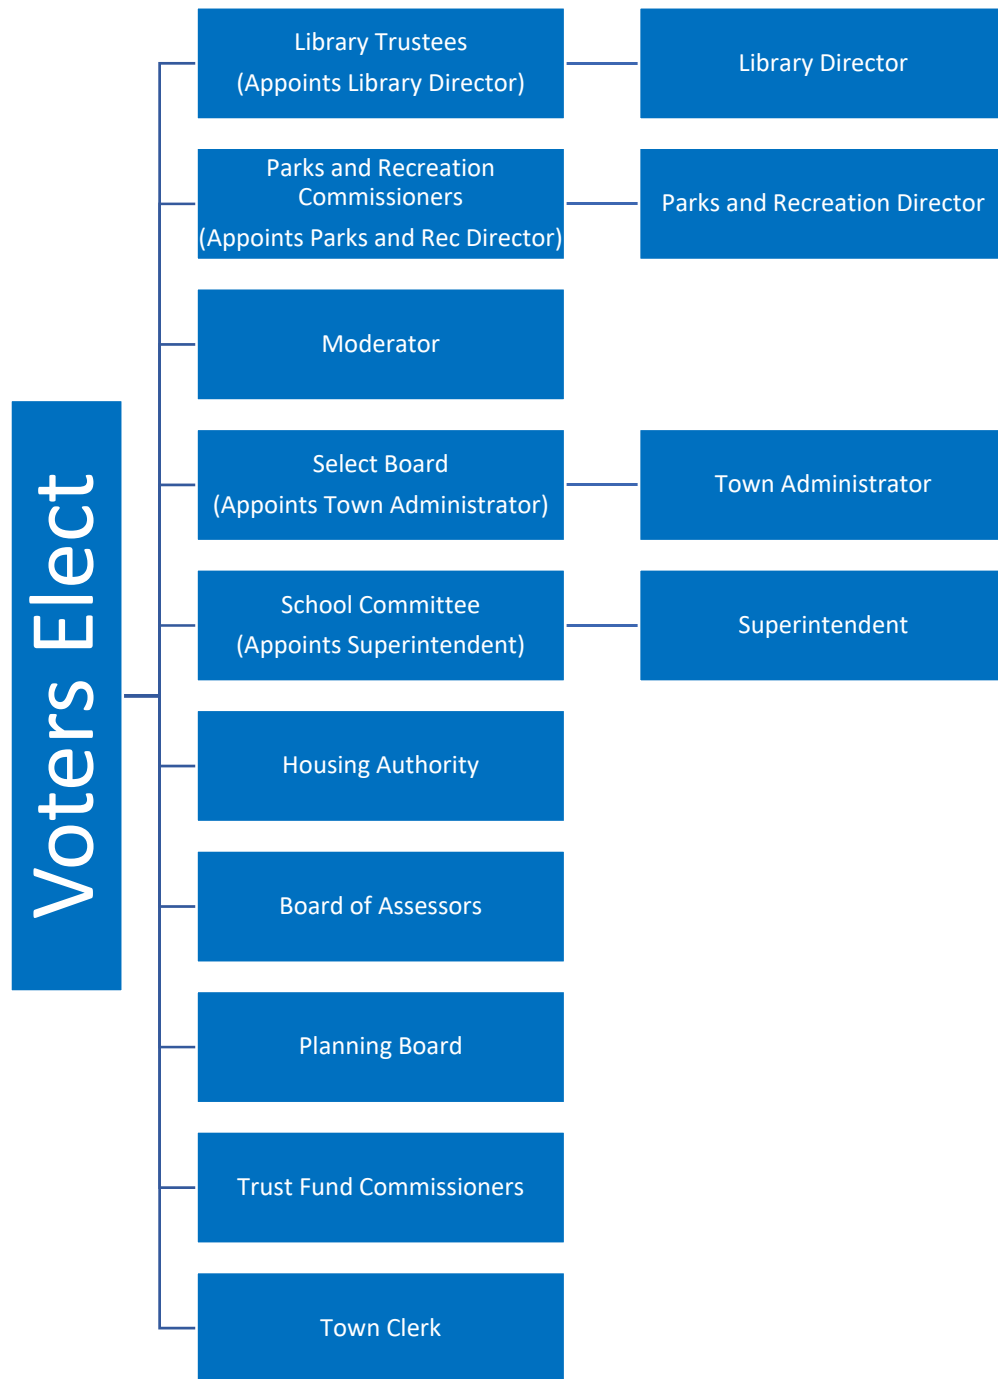 Voters Elect
Library Trustees
(Appoints Library Director)
Library Director
Parks and Recreation
Commissioners
(Appoints Parks and Rec Director)
Parks and Recreation Director
Moderator
Select Board
(Appoints Town Administrator)
Town Administrator
School Committee
(Appoints Superintendent)
Superintendent
Housing Authority
Board of Assessors
Planning Board
Trust Fund Commissioners
Town Clerk